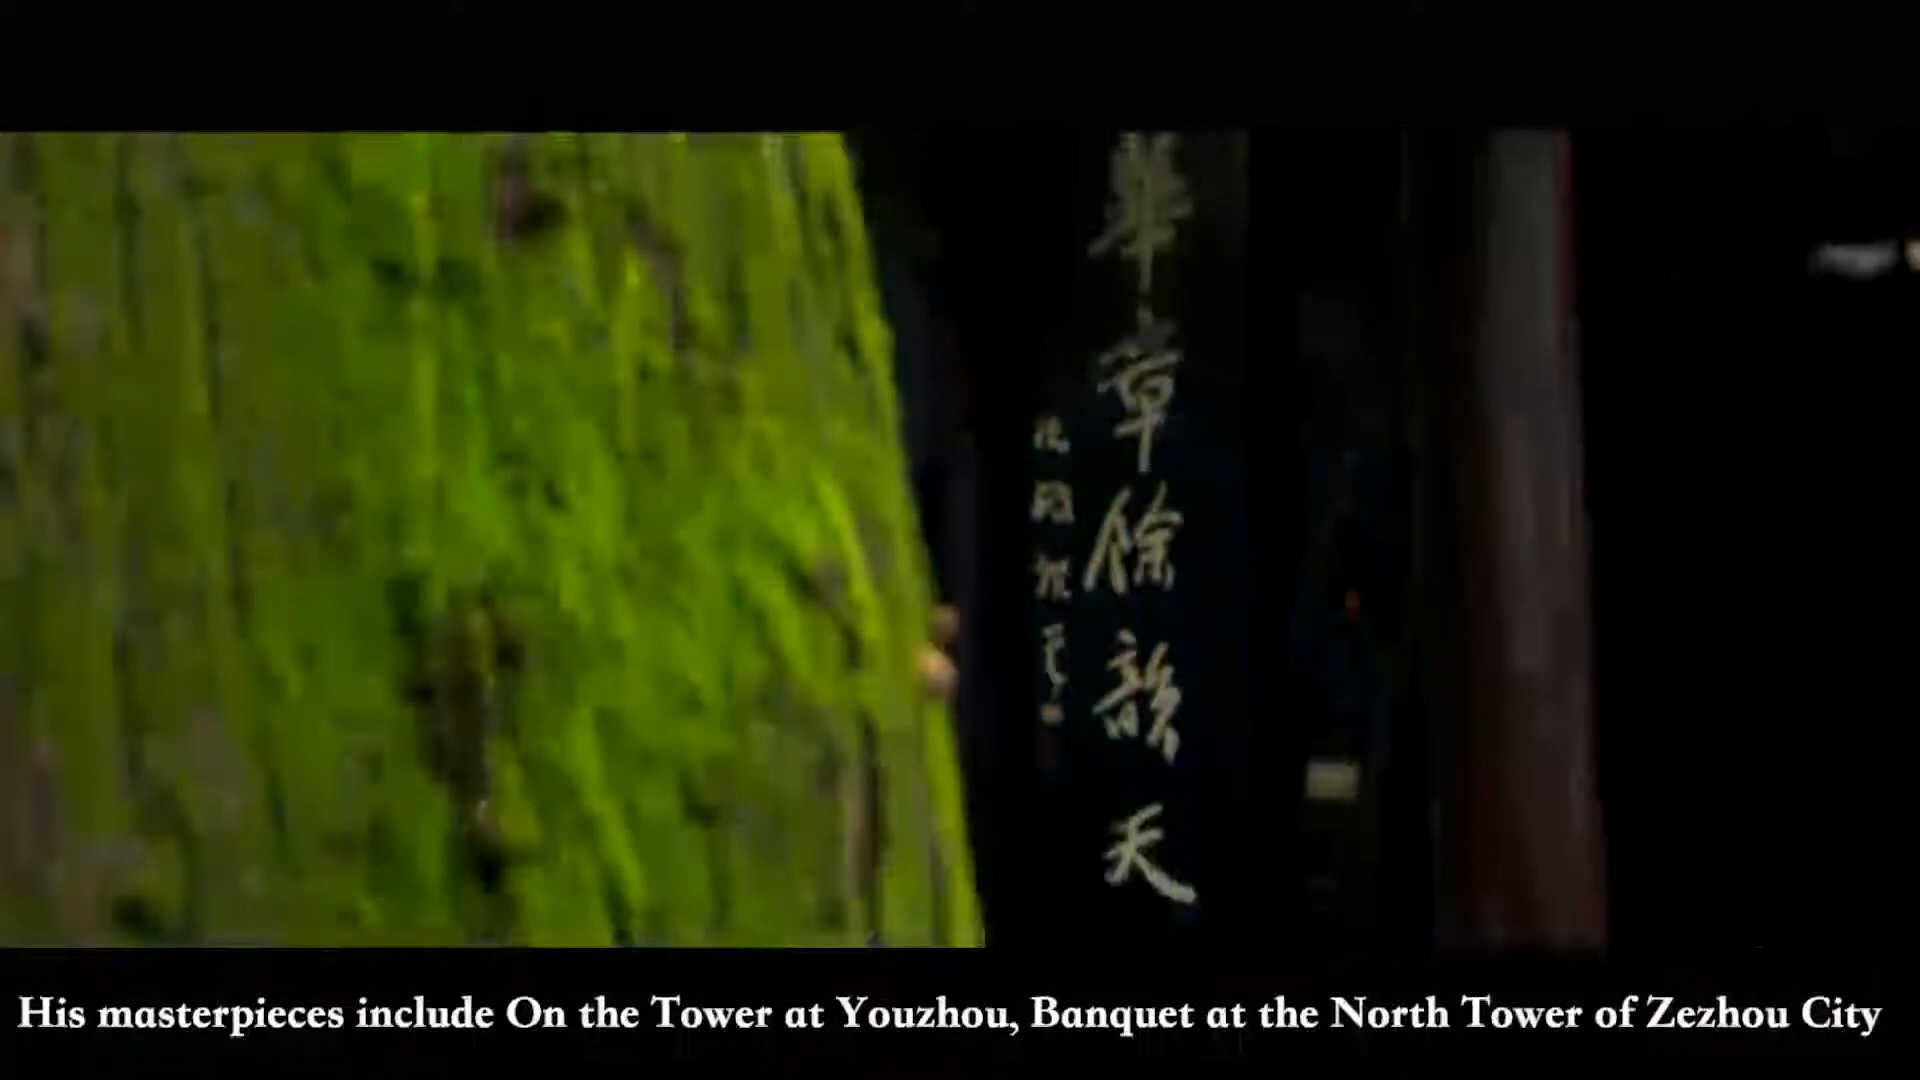 華章餘韻天
His masterpieces include On the Tower at Youzhou, Banquet at the North Tower of Zezhou City